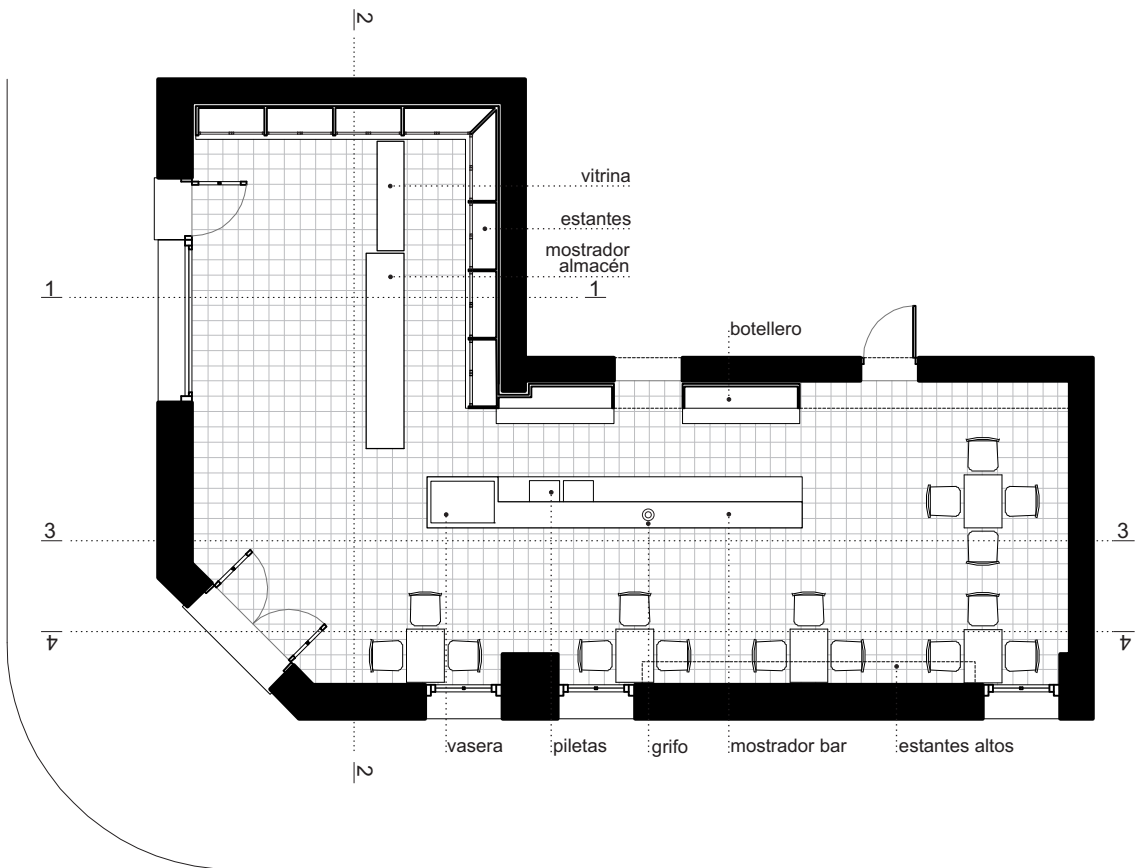 2
vitrina
estantes
mostrador
almacén
1
1
botellero
3
3
4
4
vasera
piletas
grifo
mostrador bar
estantes altos
2